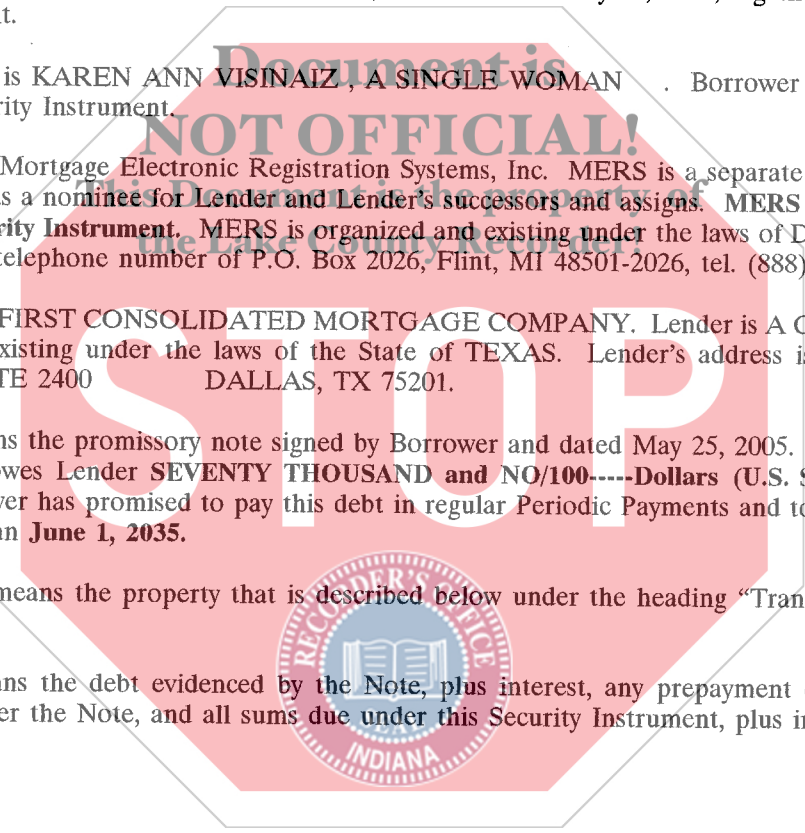 t.
Document is
is KAREN ANN VISINAIZ , A SINGLE WOMAN . Borrower
rity Instrument.
NOT OFFICIAL!
Mortgage Electronic Registration Systems, Inc. MERS is a separate
This Document is the property of
s a nominee for Lender and Lender's successors and assigns. MERS
rity Instrument. MERS is organized and existing under the laws of D
the Lake County Recorder!
telephone number of P.O. Box 2026, Flint, MI 48501-2026, tel. (888)
FIRST CONSOLIDATED MORTGAGE COMPANY. Lender is A C
xisting under the laws of the State of TEXAS. Lender's address is
TE 2400 DALLAS, TX 75201.
STOP
ns the promissory note signed by Borrower and dated May 25, 2005.
owes Lender SEVENTY THOUSAND and NO/100-----Dollars (U.S. $
ver has promised to pay this debt in regular Periodic Payments and to
an June 1, 2035.
RECORDER'S OFFICE
means the property that is described below under the heading “Tran
ns the debt evidenced by the Note, plus interest, any prepayment
er the Note, and all sums due under this Security Instrument, plus in
SEAL
INDIANA